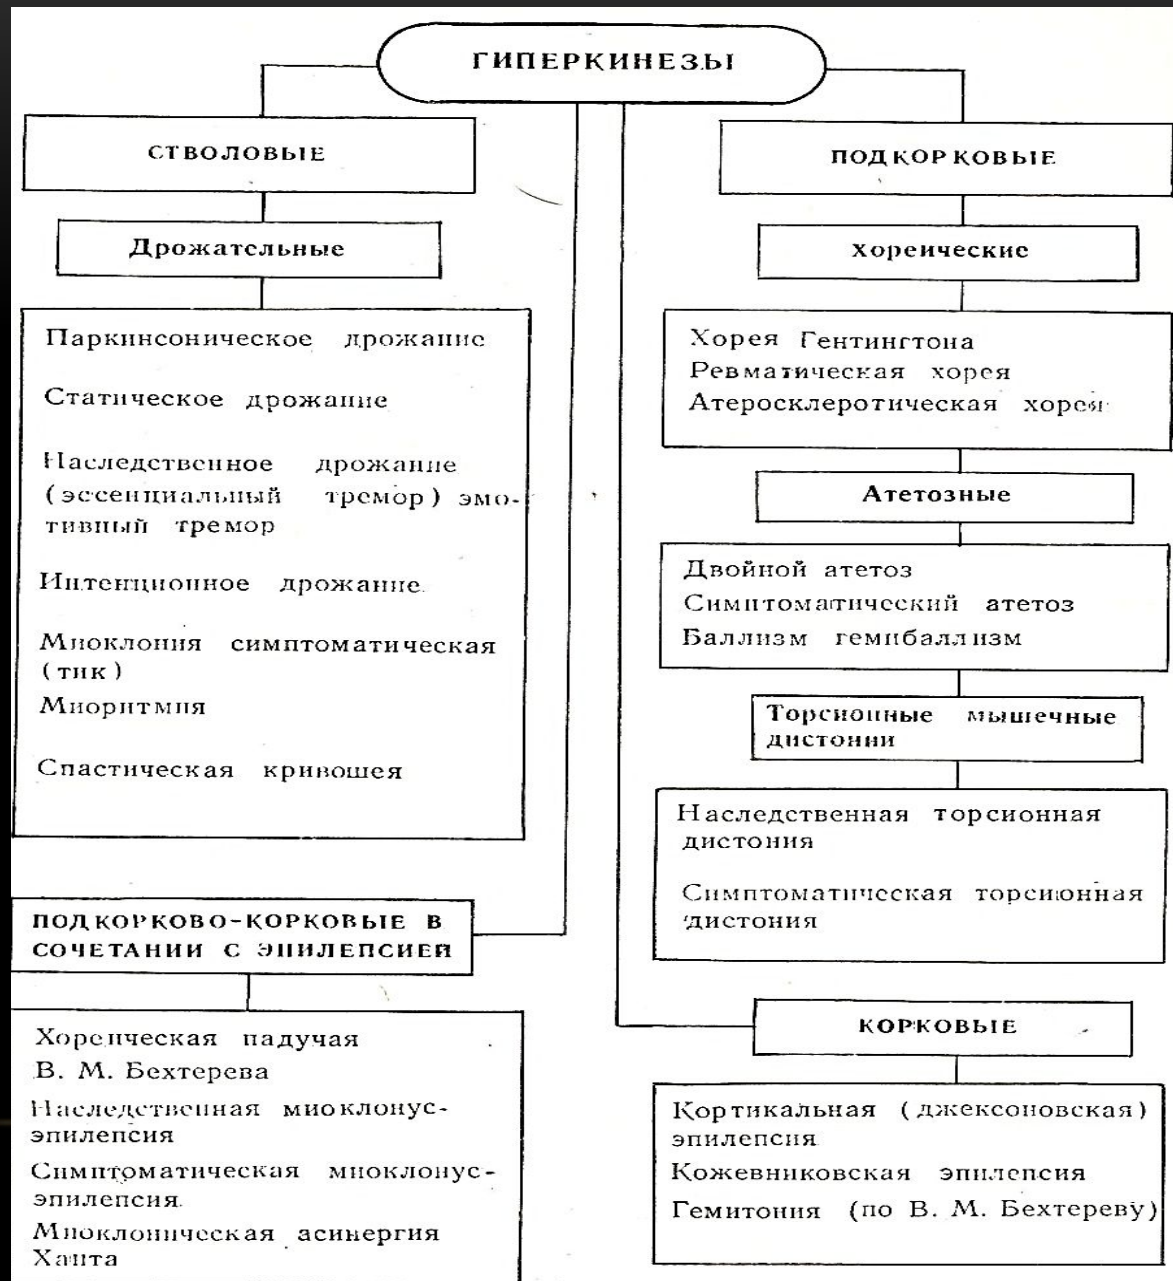 ГИПЕРКИНЕЗЫ
СТВОЛОВЫЕ
Дрожательные
Паркинсоническое дрожание
Статическое дрожание
Наследственное дрожание
(эссенциальный тремор) эмо-
тивный тремор
Интенционное дрожание
Миоклония симптоматическая
(тик)
Миоритмия
Спастическая кривошея
ПОДКОРКОВО-КОРКОВЫЕ В
СОЧЕТАНИИ С ЭПИЛЕПСИЕЙ
Хореическая падучая
В. М. Бехтерева
Наследственная миоклонус-
эпилепсия
Симптоматическая миоклонус-
эпилепсия.
Миоклоническая асинергия
Ханта
ПОДКОРКОВЫЕ
Хореические
Хорея Гентингтона
Ревматическая хорея
Атеросклеротическая хорея
Атетозные
Двойной атетоз
Симптоматический атетоз
Баллизм гемибаллизм
Торсионные мышечные
дистонии
Наследственная торсионная
дистония
Симптоматическая торсионная
дистония
КОРКОВЫЕ
Кортикальная (джексоновская)
эпилепсия
Кожевниковская эпилепсия
Гемитония (по В. М. Бехтереву)